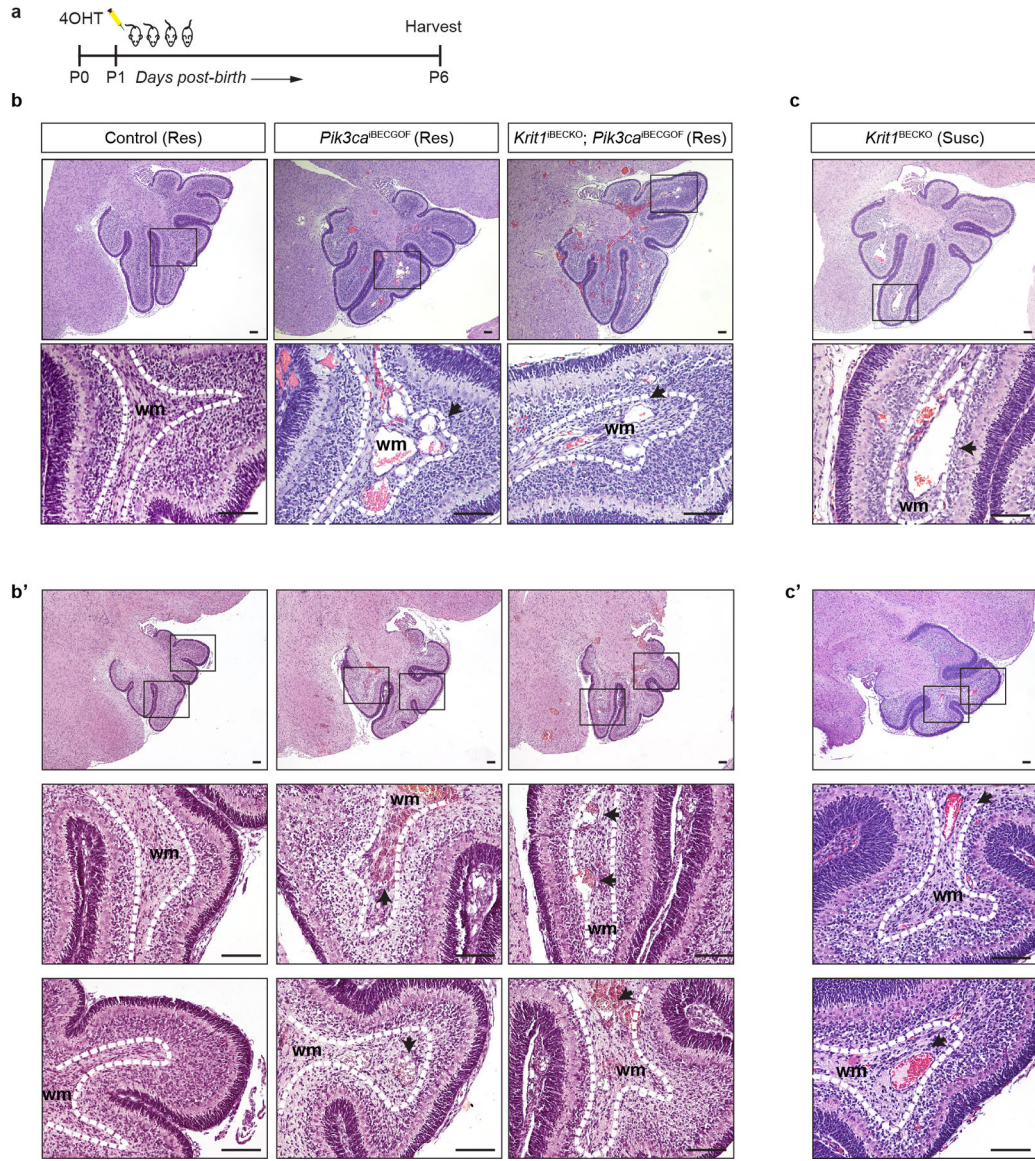 a
4OHT
Harvest
P0 P1 Days post-birth P6
b
c
Control (Res)
Pik3caiBECGOF (Res)
Krit1iBECKO; Pik3caiBECGOF (Res)
Krit1BECKO (Susc)
wm
wm
wm
wm
b’
c’
wm
wm
wm
wm
wm
wm
wm
wm